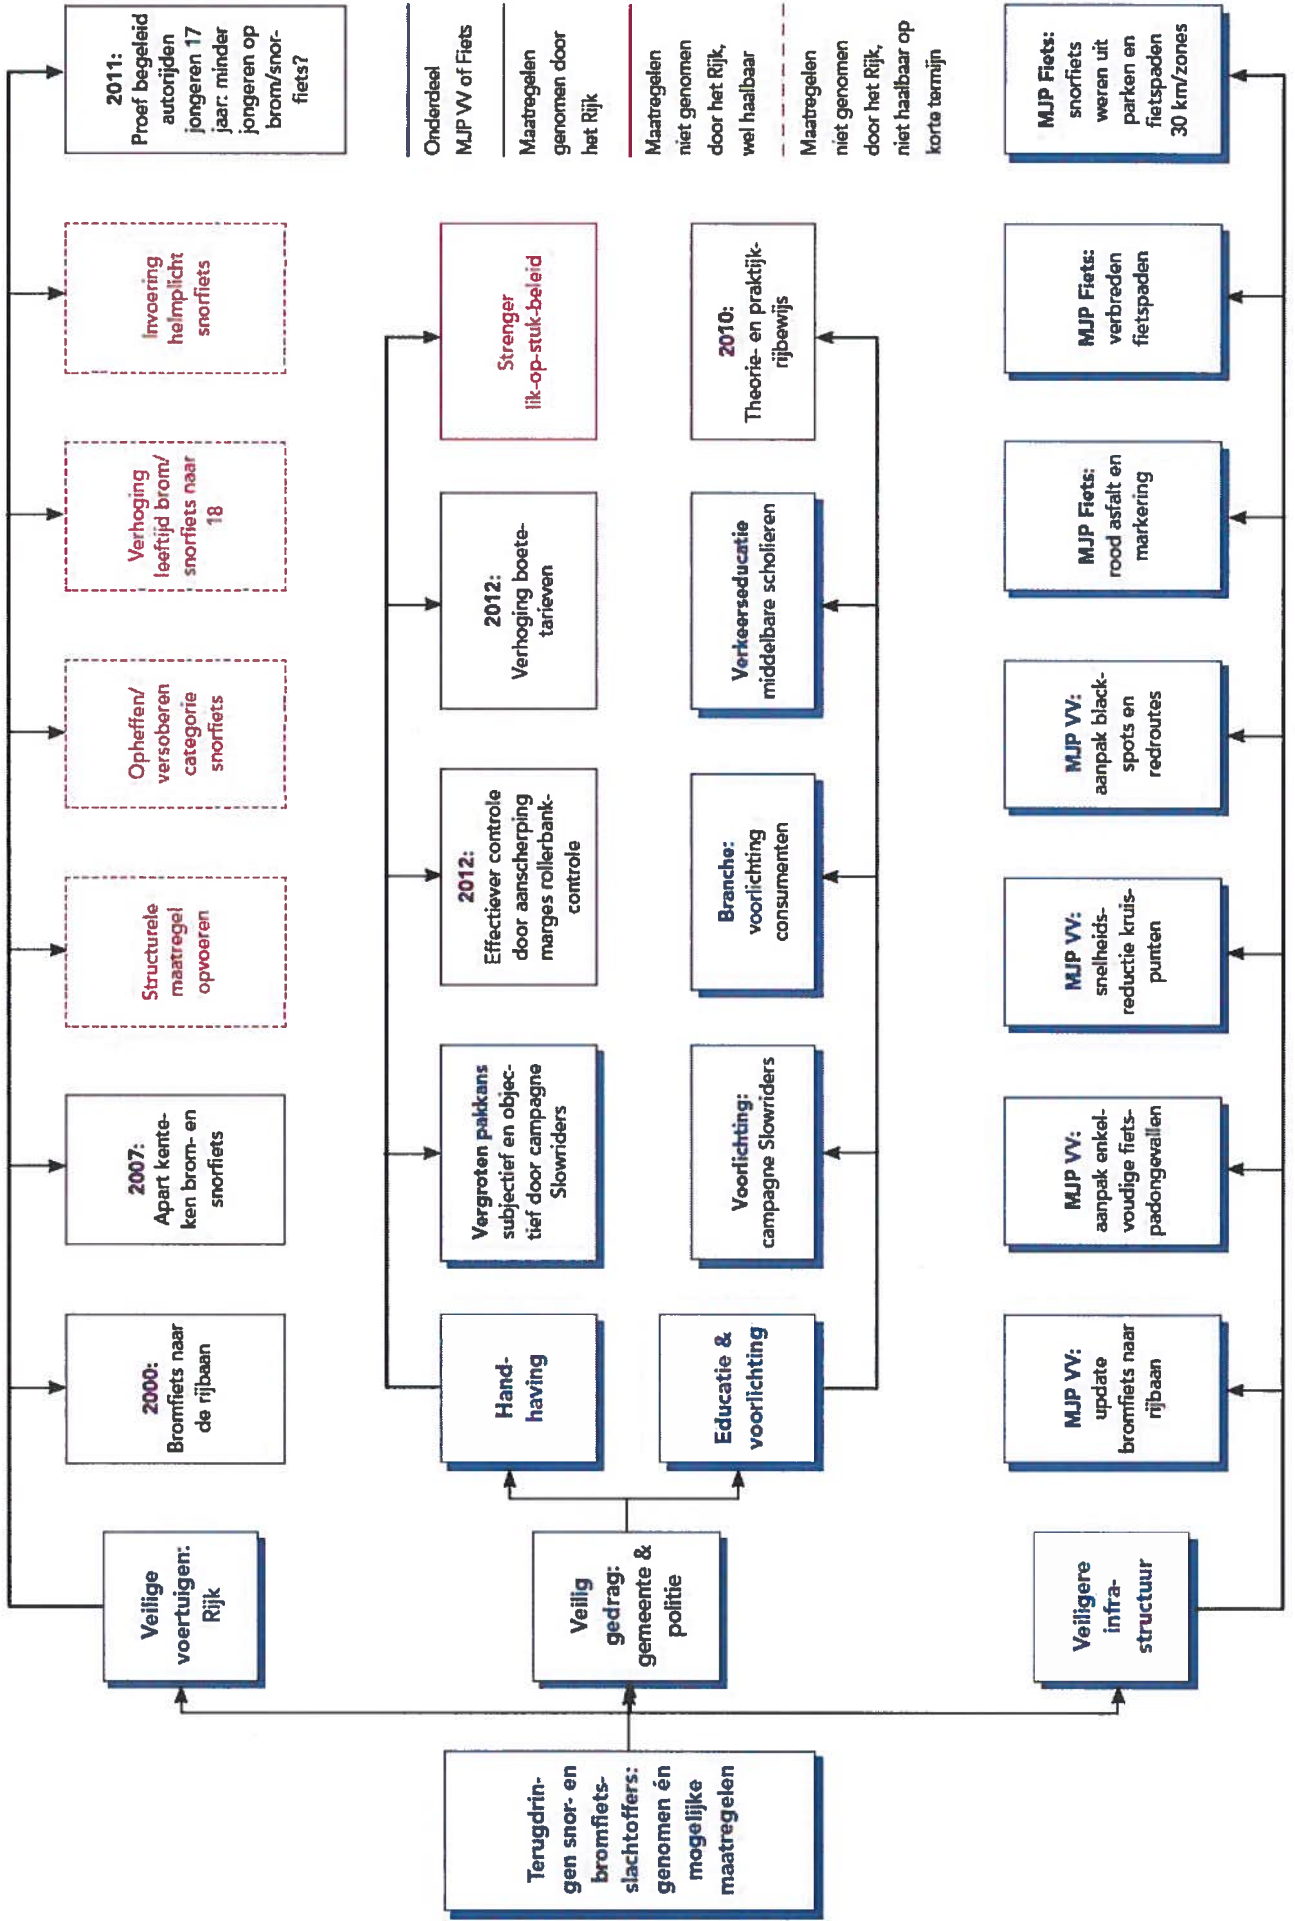 Terugdrin-
gen snor- en
bromfiets-
slachtoffers:
genomen én
mogelijke
maatregelen
Veilige
voertuigen:
Rijk
2000:
Bromfiets naar
de rijbaan
2007:
Apart kente-
ken brom- en
snorfiets
Structurele
maatregel
opvoeren
Opheffen/
versoberen
categorie
snorfiets
Verhoging
leeftijd brom/
snorfiets naar
18
Invoering
helmplicht
snorfiets
2011:
Proef begeleid
autorijden
jongeren 17
jaar: minder
jongeren op
brom/snor-
fiets?
Veilig
gedrag:
gemeente &
politie
Hand-
having
Vergroten pakkans
subjectief en objec-
tief door campagne
Slowriders
2012:
Effectiever controle
door aanscherping
marges rollerbank-
controle
2012:
Verhoging boete-
tarieven
Strenger
lik-op-stuk-beleid
Educatie &
voorlichting
Voorlichting:
campagne Slowriders
Branche:
voorlichting
consumenten
Verkeerseducatie
middelbare scholieren
2010:
Theorie- en praktijk-
rijbewijs
Onderdeel
MJP VV of Fiets
Maatregelen
genomen door
het Rijk
Maatregelen
niet genomen
door het Rijk,
wel haalbaar
Maatregelen
niet genomen
door het Rijk,
niet haalbaar op
korte termijn
Veiligere
infra-
structuur
MJP VV:
update
bromfiets naar
rijbaan
MJP VV:
aanpak enkel-
voudige fiets-
padongevallen
MJP VV:
snelheids-
reductie kruis-
punten
MJP VV:
aanpak black-
spots en
redroutes
MJP Fiets:
rood asfalt en
markering
MJP Fiets:
verbreden
fietspaden
MJP Fiets:
snorfiets
weren uit
parken en
fietspaden
30 km/zones